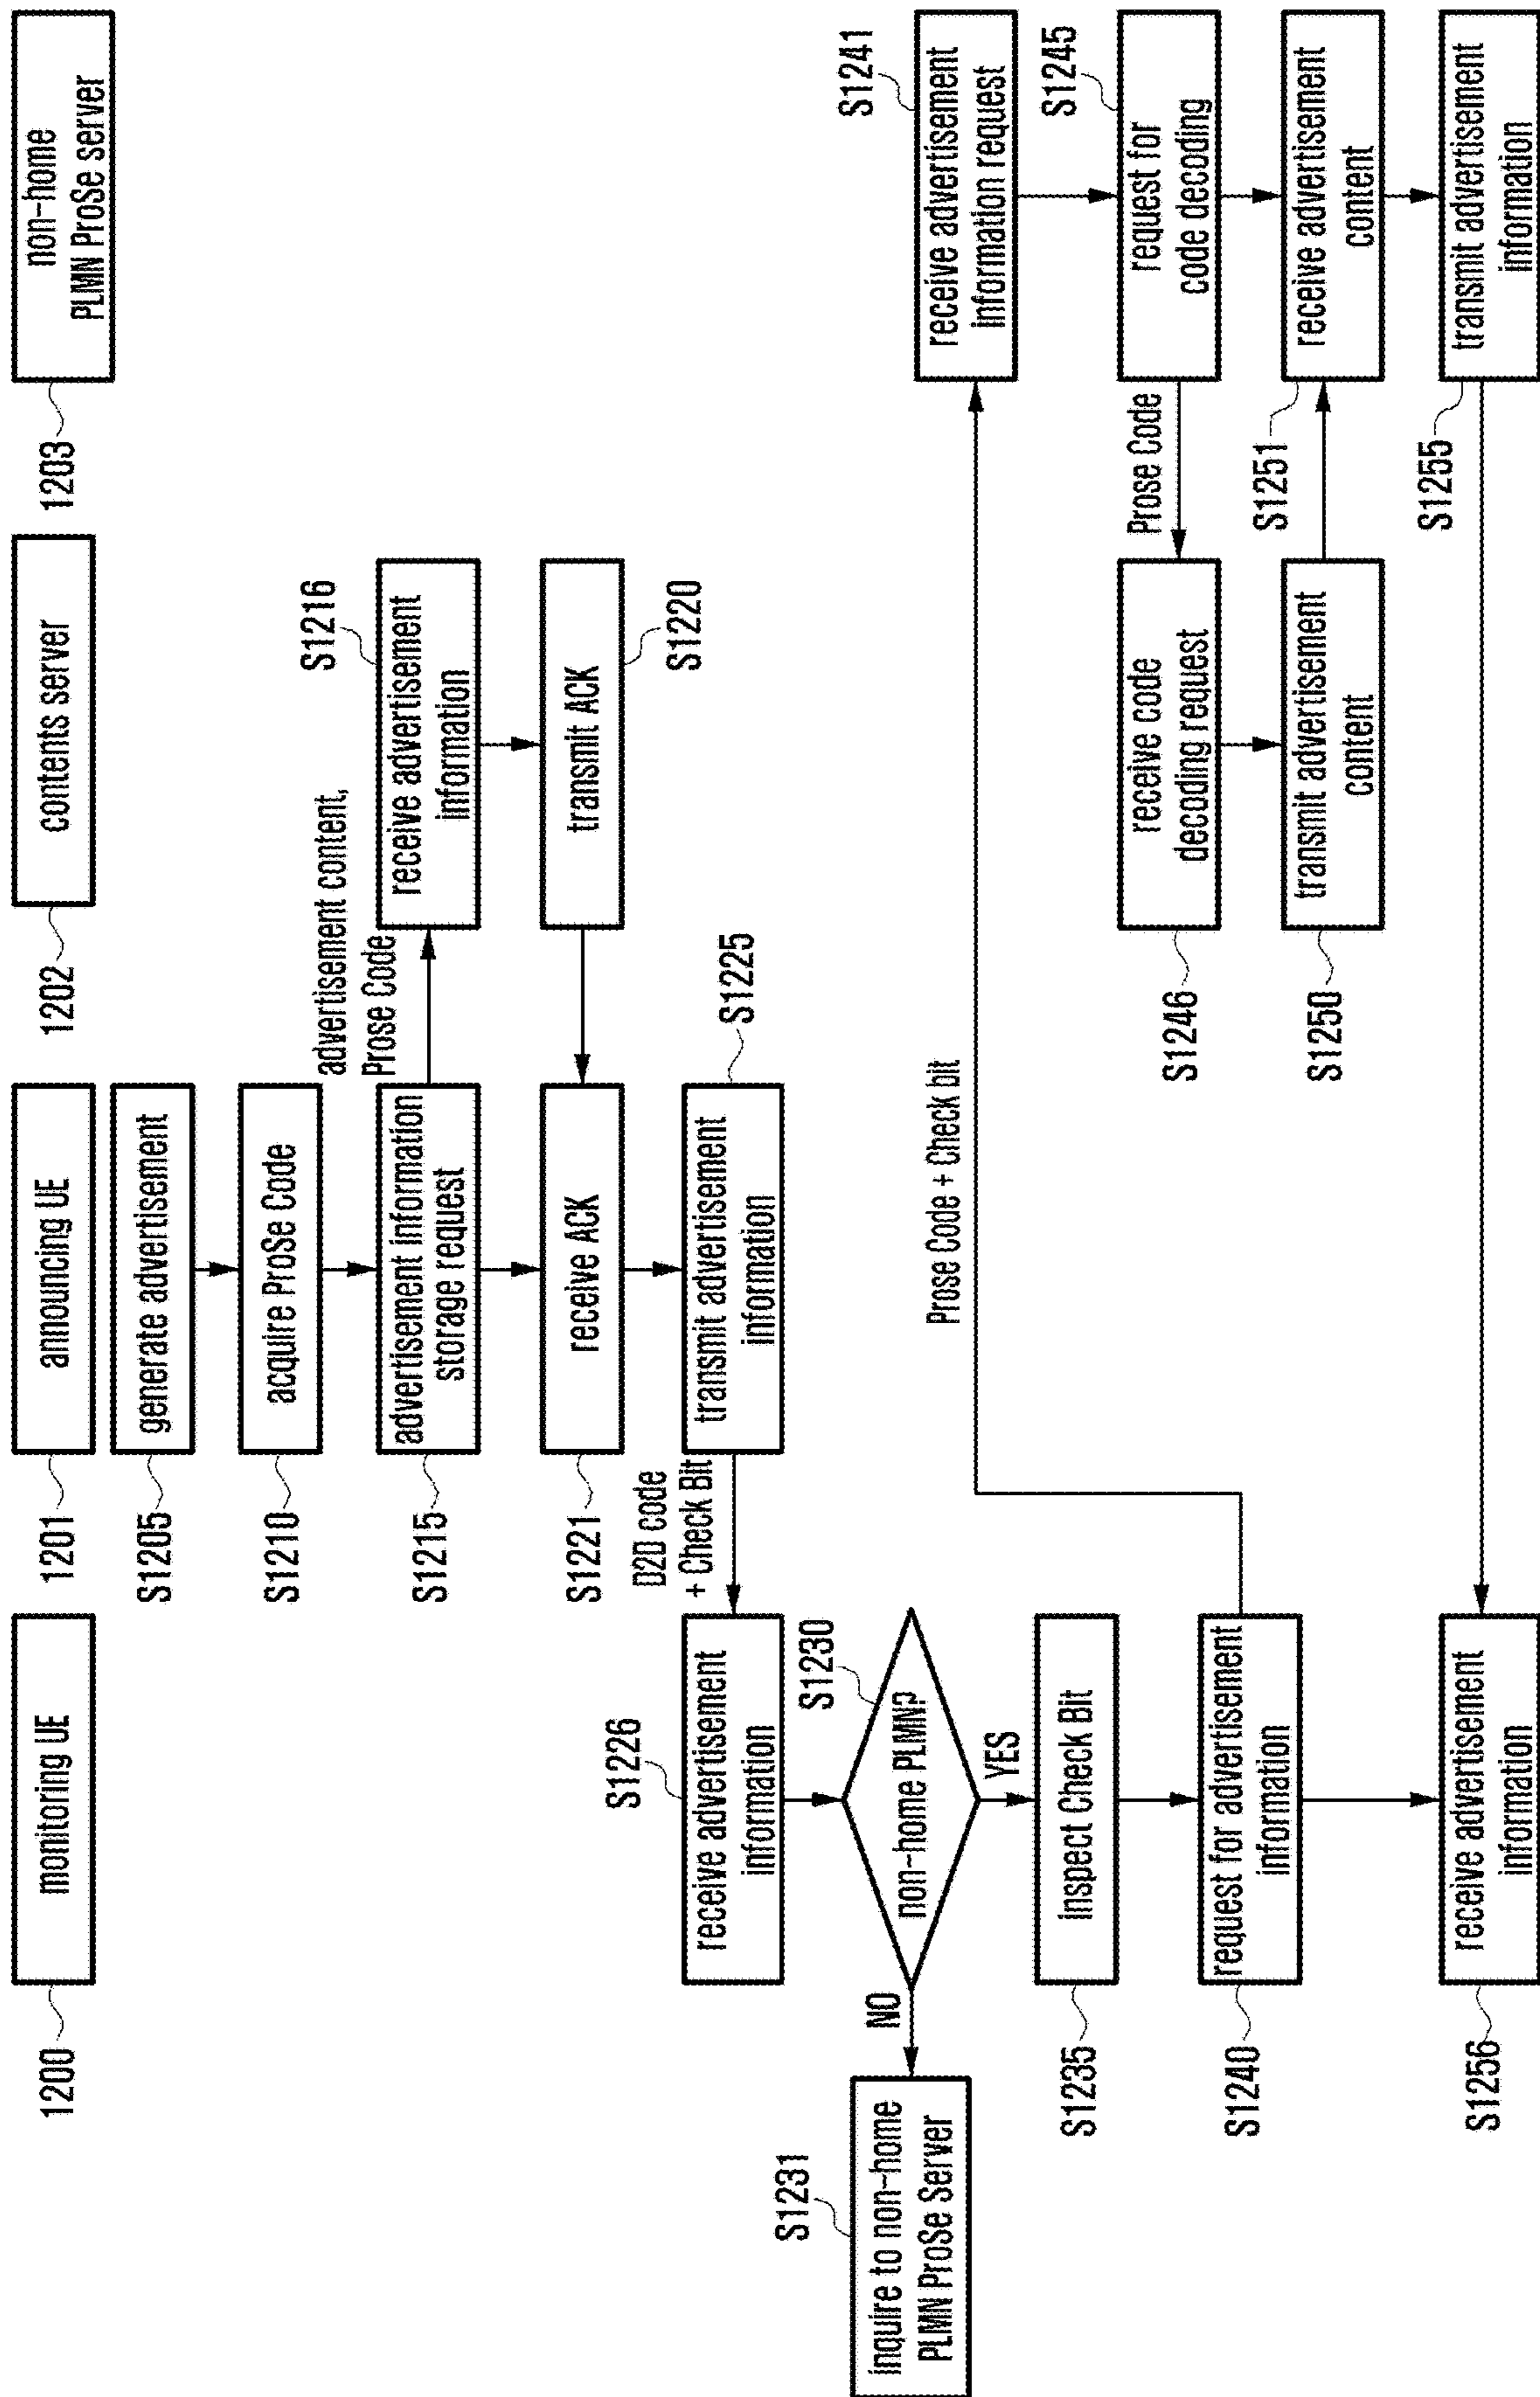 1200
monitoring UE
1201
announcing UE
1202
contents server
1203
non-home
PLMN ProSe server
S1205
generate advertisement
S1210
acquire ProSe Code
S1215
advertisement information
storage request
advertisement content,
Prose Code
S1216
receive advertisement
information
S1220
transmit ACK
S1221
receive ACK
S1225
transmit advertisement
information
D2D code
+ Check Bit
S1226
receive advertisement
information
S1230
non-home PLMN?
NO
YES
S1231
inquire to non-home
PLMN ProSe Server
S1235
inspect Check Bit
S1240
request for advertisement
information
Prose Code + Check bit
S1241
receive advertisement
information request
S1245
request for
code decoding
Prose Code
S1246
receive code
decoding request
S1250
transmit advertisement
content
S1251
receive advertisement
content
S1255
transmit advertisement
information
S1256
receive advertisement
information